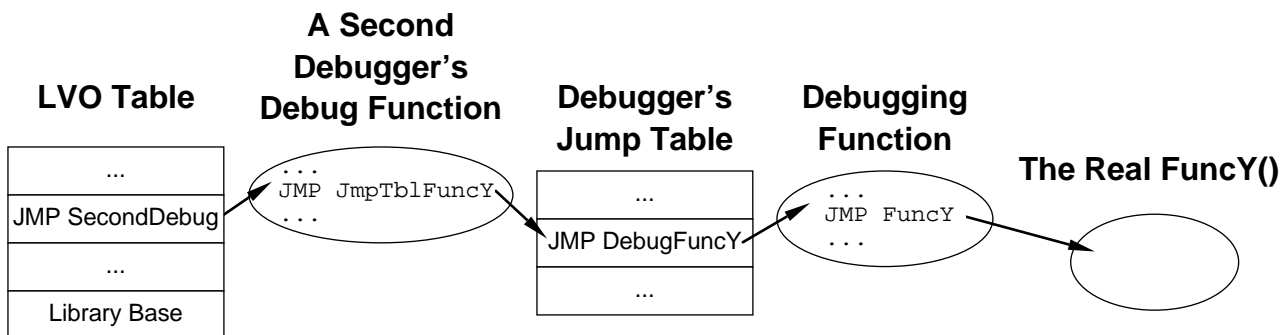 LVO Table
...
JMP SecondDebug
...
Library Base
A Second
Debugger's
Debug Function
...
JMP JmpTblFuncY
...
Debugger's
Jump Table
...
JMP DebugFuncY
...
Debugging
Function
...
JMP FuncY
...
The Real FuncY()